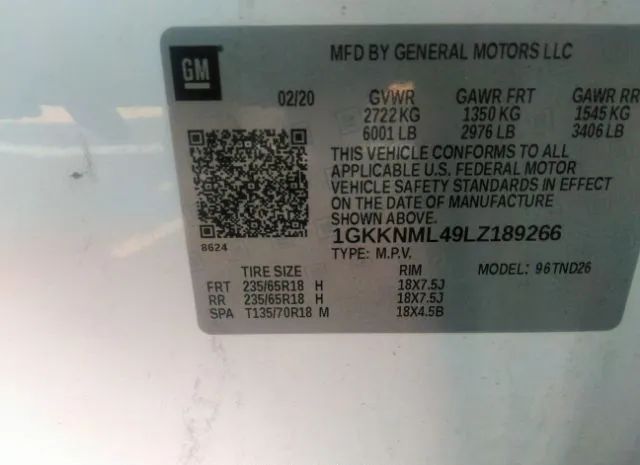 GM
MFD BY GENERAL MOTORS LLC
02/20 GVWR GAWR FRT GAWR RR
2722 KG 1350 KG 1545 KG
6001 LB 2976 LB 3406 LB
THIS VEHICLE CONFORMS TO ALL
APPLICABLE U.S. FEDERAL MOTOR
VEHICLE SAFETY STANDARDS IN EFFECT
ON THE DATE OF MANUFACTURE
SHOWN ABOVE.
8624
1GKKNML49LZ189266
TYPE: M.P.V.
TIRE SIZE RIM MODEL: 96TND26
FRT 235/65R18 H 18X7.5J
RR 235/65R18 H 18X7.5J
SPA T135/70R18 M 18X4.5B